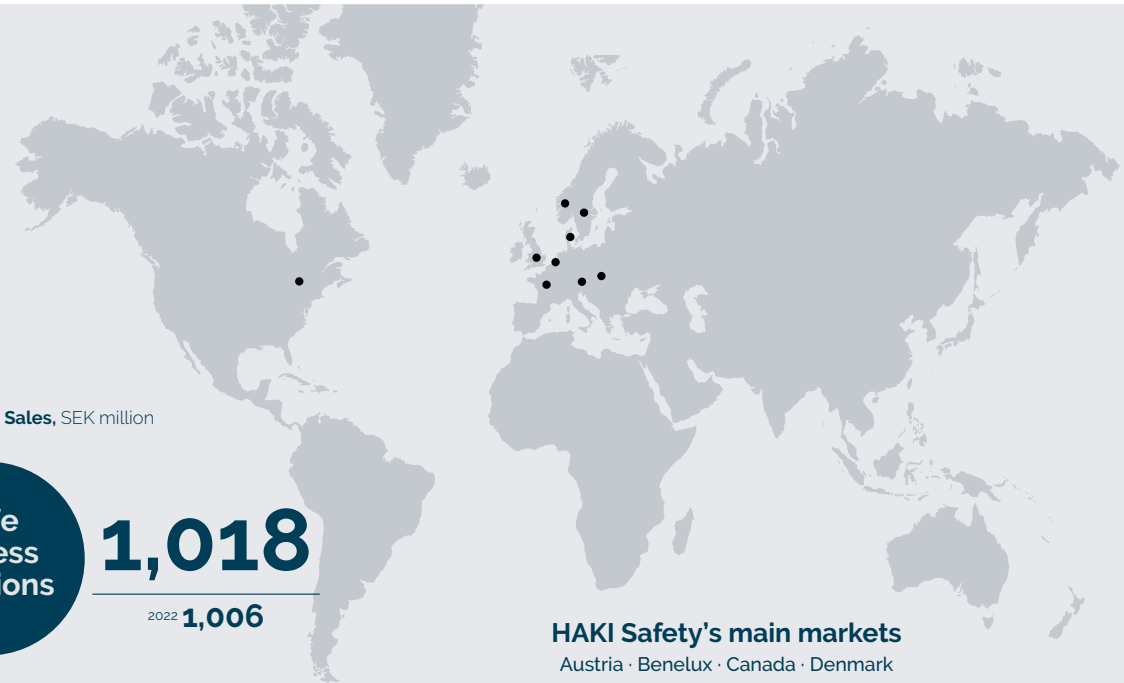 Sales, SEK million
1,018
2022 1,006
HAKI Safety’s main markets
Austria · Benelux · Canada · Denmark